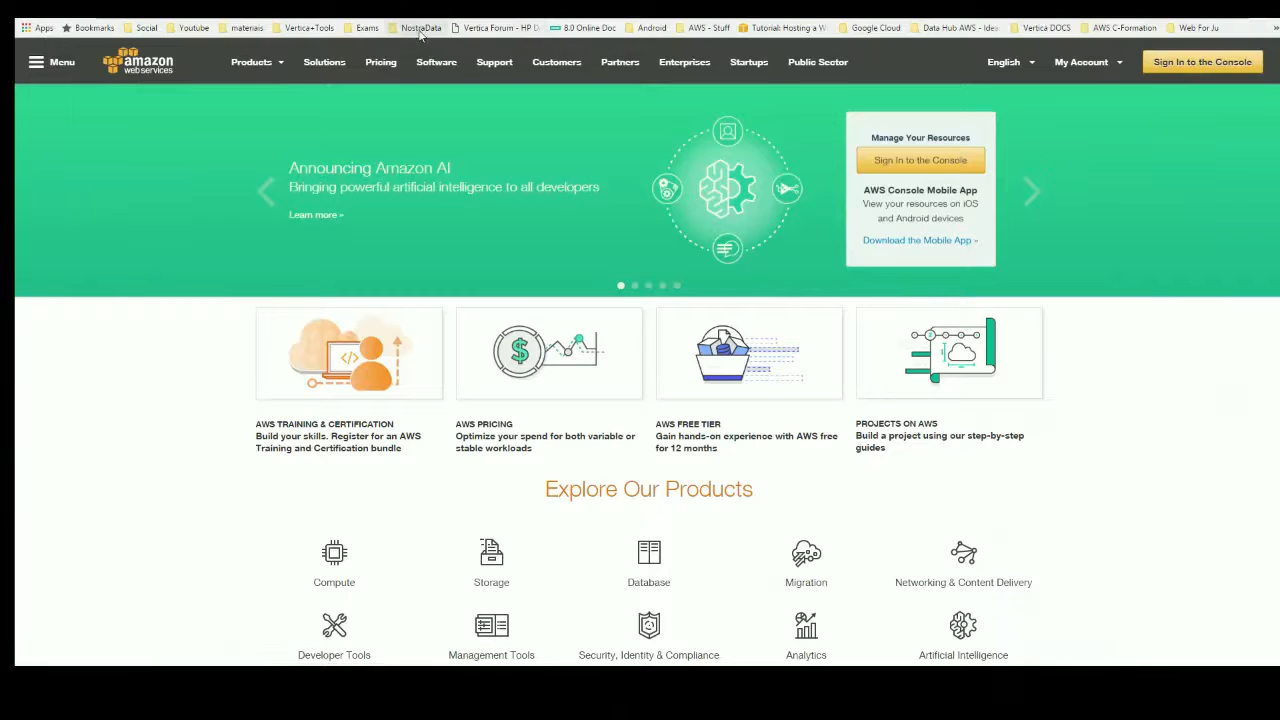 Apps Bookmarks Social Youtube materiais Vertica+Tools Exams NostraData Vertica Forum - HP D 8.0 Online Doc Android AWS - Stuff Tutorial: Hosting a W Google Cloud Data Hub AWS - Idea Vertica DOCS AWS C-Formation Web For Ju »
Menu amazon web services Products Solutions Pricing Software Support Customers Partners Enterprises Startups Public Sector English My Account Sign In to the Console
Announcing Amazon AI
Bringing powerful artificial intelligence to all developers
Learn more »
Manage Your Resources
Sign In to the Console
AWS Console Mobile App
View your resources on iOS
and Android devices
Download the Mobile App »
AWS TRAINING & CERTIFICATION
Build your skills. Register for an AWS
Training and Certification bundle
AWS PRICING
Optimize your spend for both variable or
stable workloads
AWS FREE TIER
Gain hands-on experience with AWS free
for 12 months
PROJECTS ON AWS
Build a project using our step-by-step
guides
Explore Our Products
Compute Storage Database Migration Networking & Content Delivery
Developer Tools Management Tools Security, Identity & Compliance Analytics Artificial Intelligence